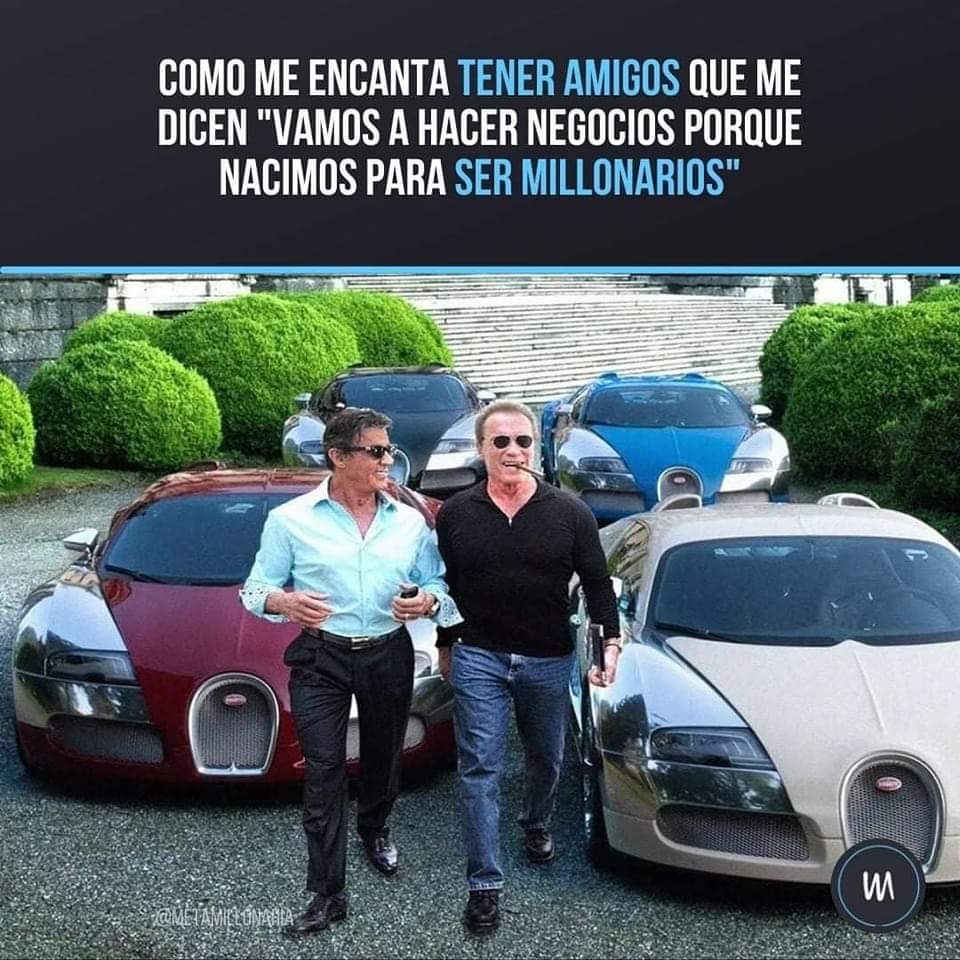 COMO ME ENCANTA TENER AMIGOS QUE ME
DICEN "VAMOS A HACER NEGOCIOS PORQUE
NACIMOS PARA SER MILLONARIOS"
@METAMILLONARIA